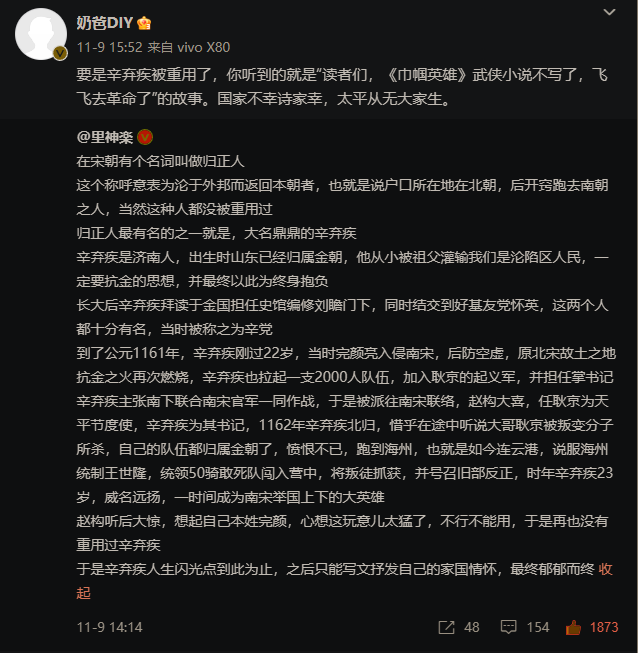 奶爸DIY
11-9 15:52 来自 vivo X80
要是辛弃疾被重用了，你听到的就是“读者们，《巾帼英雄》武侠小说不写了，飞
飞去革命了”的故事。国家不幸诗家幸，太平从无大家生。
@里神楽
在宋朝有个名词叫做归正人
这个称呼意表为沦于外邦而返回本朝者，也就是说户口所在地在北朝，后开窍跑去南朝
之人，当然这种人都没被重用过
归正人最有名的之一就是，大名鼎鼎的辛弃疾
辛弃疾是济南人，出生时山东已经归属金朝，他从小被祖父灌输我们是沦陷区人民，一
定要抗金的思想，并最终以此为终身抱负
长大后辛弃疾拜读于金国担任史馆编修刘瞻门下，同时结交到好基友党怀英，这两个人
都十分有名，当时被称之为辛党
到了公元1161年，辛弃疾刚过22岁，当时完颜亮入侵南宋，后防空虚，原北宋故土之地
抗金之火再次燃烧，辛弃疾也拉起一支2000人队伍，加入耿京的起义军，并担任掌书记
辛弃疾主张南下联合南宋官军一同作战，于是被派往南宋联络，赵构大喜，任耿京为天
平节度使，辛弃疾为其书记，1162年辛弃疾北归，惜乎在途中听说大哥耿京被叛变分子
所杀，自己的队伍都归属金朝了，愤恨不已，跑到海州，也就是如今连云港，说服海州
统制王世隆，统领50骑敢死队闯入营中，将叛徒抓获，并号召旧部反正，时年辛弃疾23
岁，威名远扬，一时间成为南宋举国上下的大英雄
赵构听后大惊，想起自己本姓完颜，心想这玩意儿太猛了，不行不能用，于是再也没有
重用过辛弃疾
于是辛弃疾人生闪光点到此为止，之后只能写文抒发自己的家国情怀，最终郁郁而终 收
起
11-9 14:14 48 154 1873